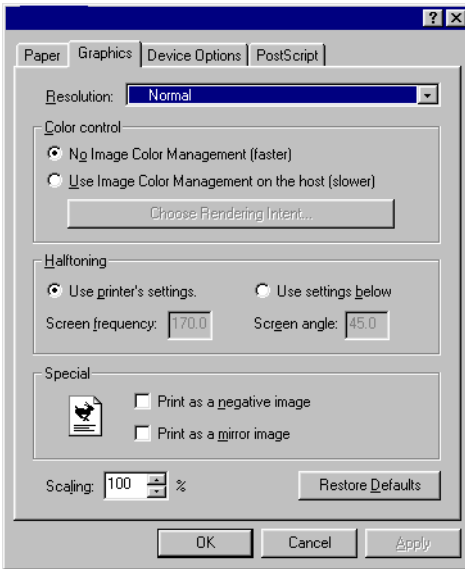 Paper Graphics Device Options PostScript
Resolution: Normal
Color control
No Image Color Management (faster)
Use Image Color Management on the host (slower)
Choose Rendering Intent...
Halftoning
Use printer's settings. Use settings below
Screen frequency: 170.0 Screen angle: 45.0
Special
Print as a negative image
Print as a mirror image
Scaling: 100 % Restore Defaults
OK Cancel Apply